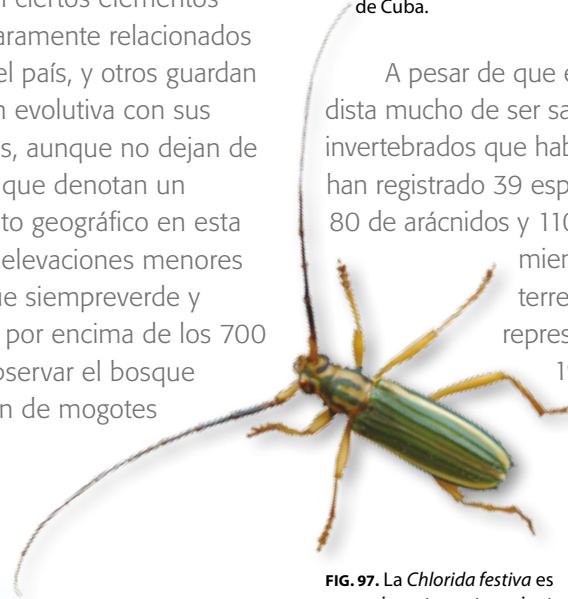 ciertos elementos
aramente relacionados
el país, y otros guardan
n evolutiva con sus
s, aunque no dejan de
que denotan un
to geográfico en esta
elevaciones menores
ue siempreverde y
por encima de los 700
bservar el bosque
n de mogotes
de Cuba.
A pesar de que e
dista mucho de ser sa
invertebrados que hab
han registrado 39 esp
80 de arácnidos y 110
mien
terre
repres
19
FIG. 97. La Chlorida festiva es